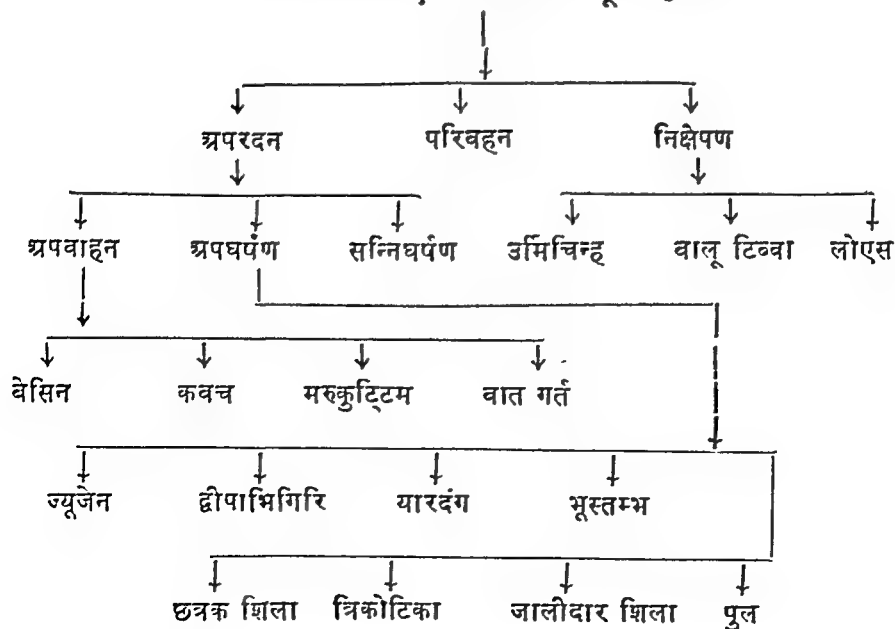 अपरदन परिवहन निक्षेपण
अपवाहन अपघर्षण सन्निघर्षण उर्मिचिन्ह बालू टिब्बा लोएस
बेसिन कवच मरुकुट्टिम वात गर्त
ज्यूजेन द्वीपाभिगिरि यारदंग भूस्तम्भ
छत्रक शिला त्रिकोटिका जालीदार शिला पुल